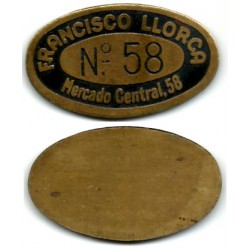 FRANCISCO LLORCA
Nº 58
Mercado Central, 58